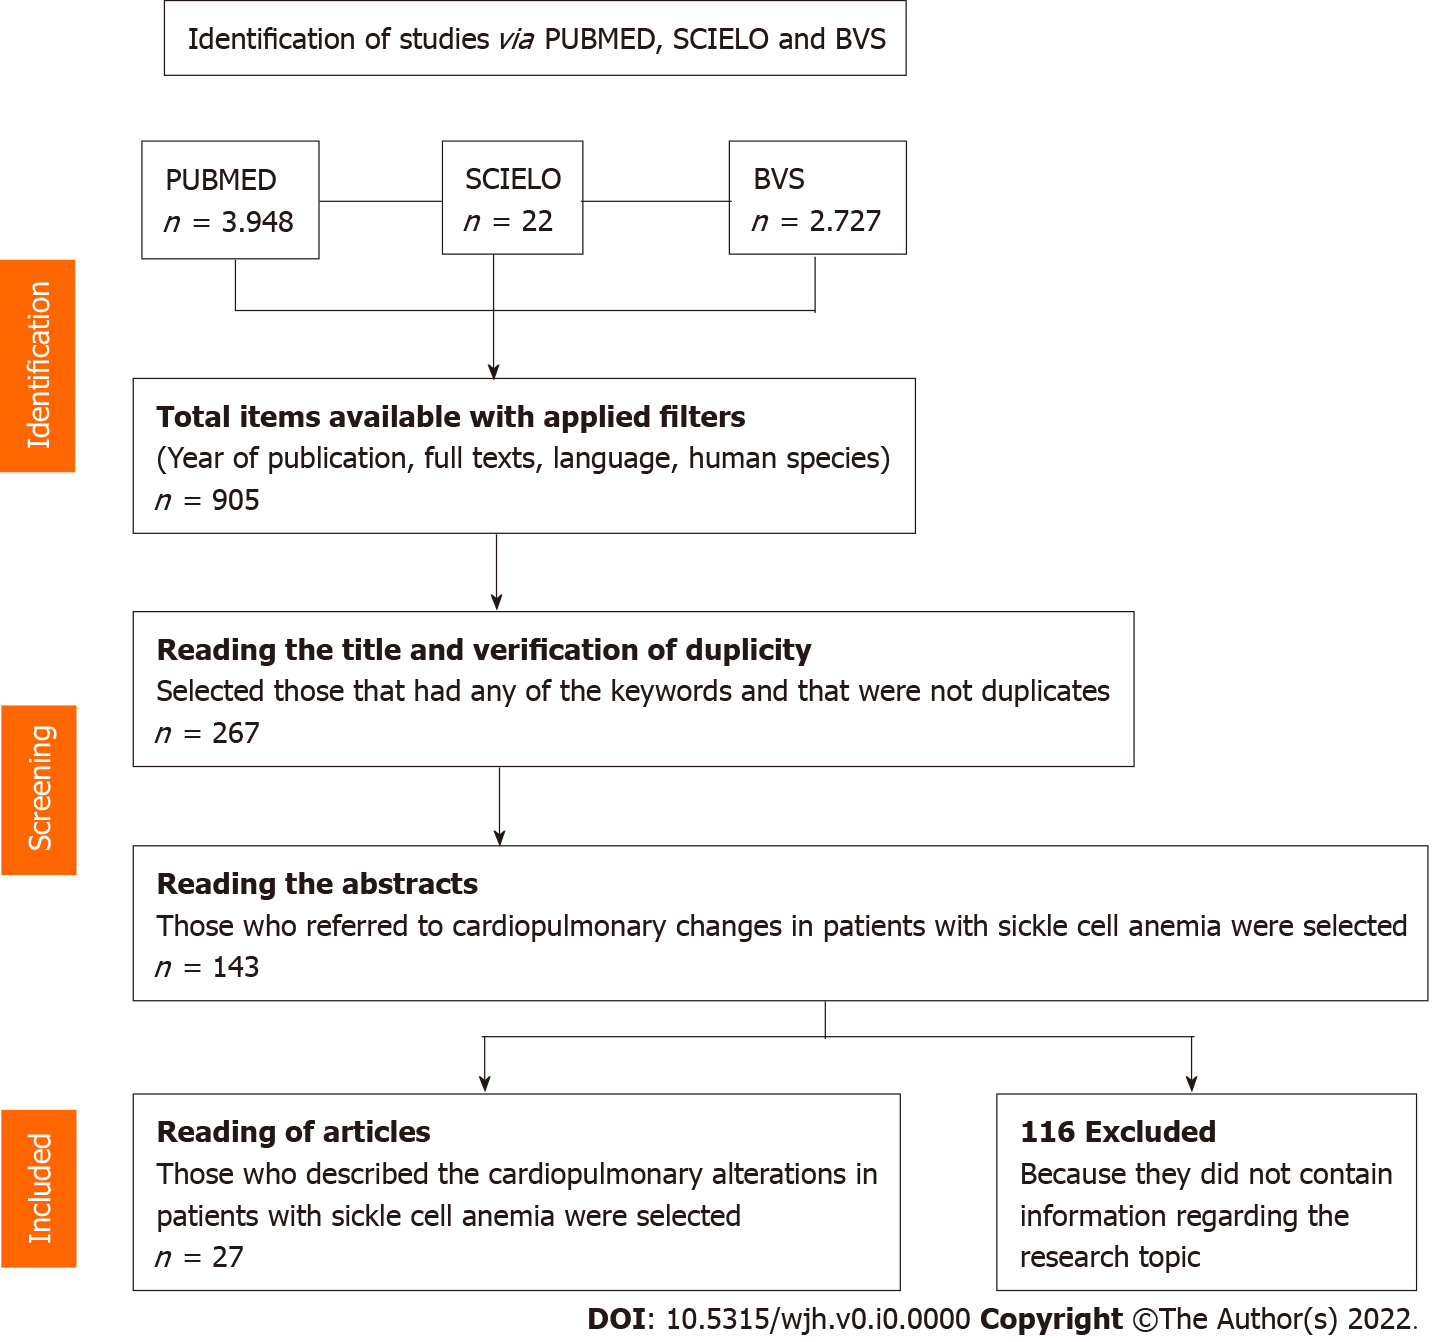 Identification of studies via PUBMED, SCIELO and BVS
PUBMED
n = 3.948
SCIELO
n = 22
BVS
n = 2.727
Identification
Total items available with applied filters
(Year of publication, full texts, language, human species)
n = 905
Reading the title and verification of duplicity
Selected those that had any of the keywords and that were not duplicates
n = 267
Screening
Reading the abstracts
Those who referred to cardiopulmonary changes in patients with sickle cell anemia were selected
n = 143
Included
Reading of articles
Those who described the cardiopulmonary alterations in
patients with sickle cell anemia were selected
n = 27
116 Excluded
Because they did not contain
information regarding the
research topic
DOI: 10.5315/wjh.v0.i0.0000 Copyright ©The Author(s) 2022.